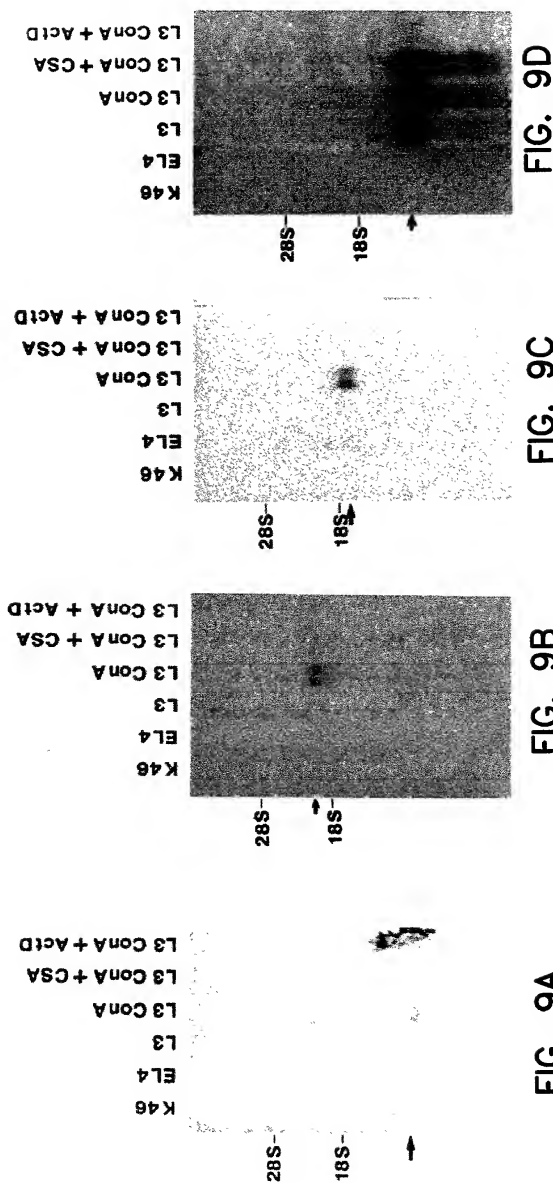 K46
EL4
L3
L3 ConA
L3 ConA + CSA
L3 ConA + ActD
28S-
18S-
FIG. 9A
K46
EL4
L3
L3 ConA
L3 ConA + CSA
L3 ConA + ActD
28S-
18S-
FIG. 9B
K46
EL4
L3
L3 ConA
L3 ConA + CSA
L3 ConA + ActD
28S-
18S-
FIG. 9C
K46
EL4
L3
L3 ConA
L3 ConA + CSA
L3 ConA + ActD
28S-
18S-
FIG. 9D